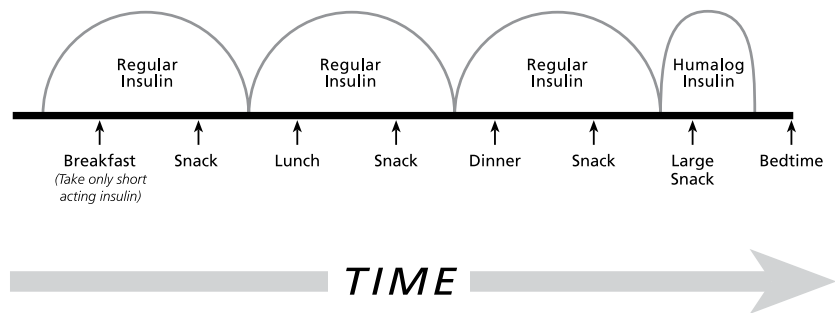 Regular
Insulin
Regular
Insulin
Regular
Insulin
Humalog
Insulin
Breakfast
(Take only short
acting insulin)
Snack
Lunch
Snack
Dinner
Snack
Large
Snack
Bedtime
TIME